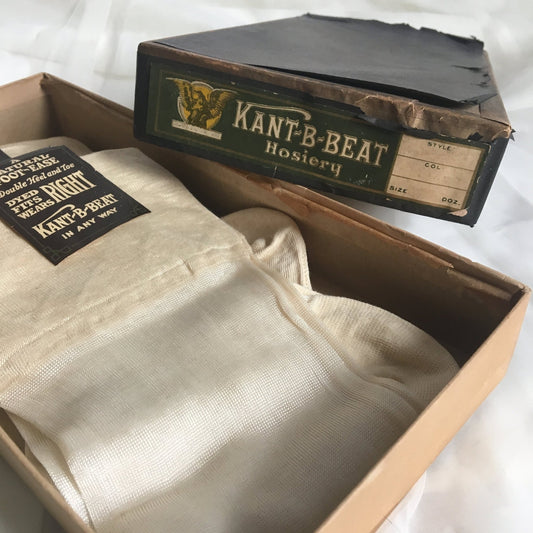 KANT-B-BEAT
Hosiery
STYLE
COL
SIZE DOZ.
A
NATURAL
FOOT-EASE
Double Heel and Toe
DYED RIGHT
FITS
WEARS
KANT-B-BEAT
IN ANY WAY